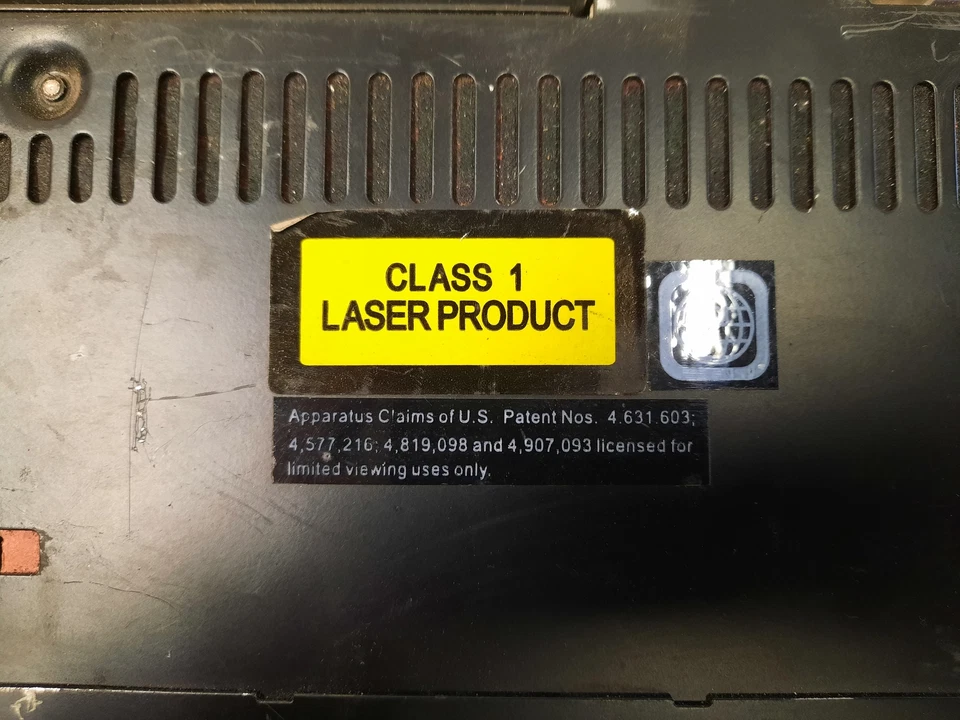 CLASS 1
LASER PRODUCT
Apparatus Claims of U.S. Patent Nos. 4.631.603;
4,577,216; 4,819,098 and 4,907,093 licensed for
limited viewing uses only.